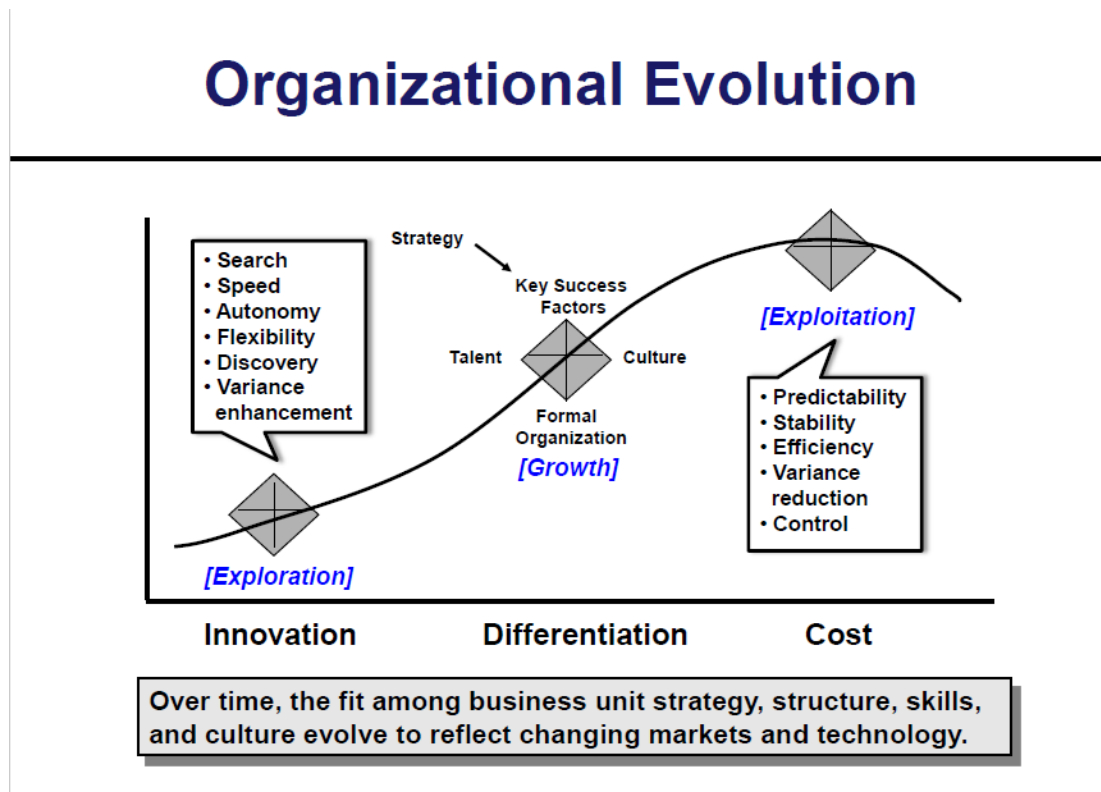 Organizational Evolution
• Search
• Speed
• Autonomy
• Flexibility
• Discovery
• Variance
enhancement
[Exploration]
Strategy
Key Success
Factors
Talent
Culture
Formal
Organization
[Growth]
[Exploitation]
• Predictability
• Stability
• Efficiency
• Variance
reduction
• Control
Innovation
Differentiation
Cost
Over time, the fit among business unit strategy, structure, skills,
and culture evolve to reflect changing markets and technology.